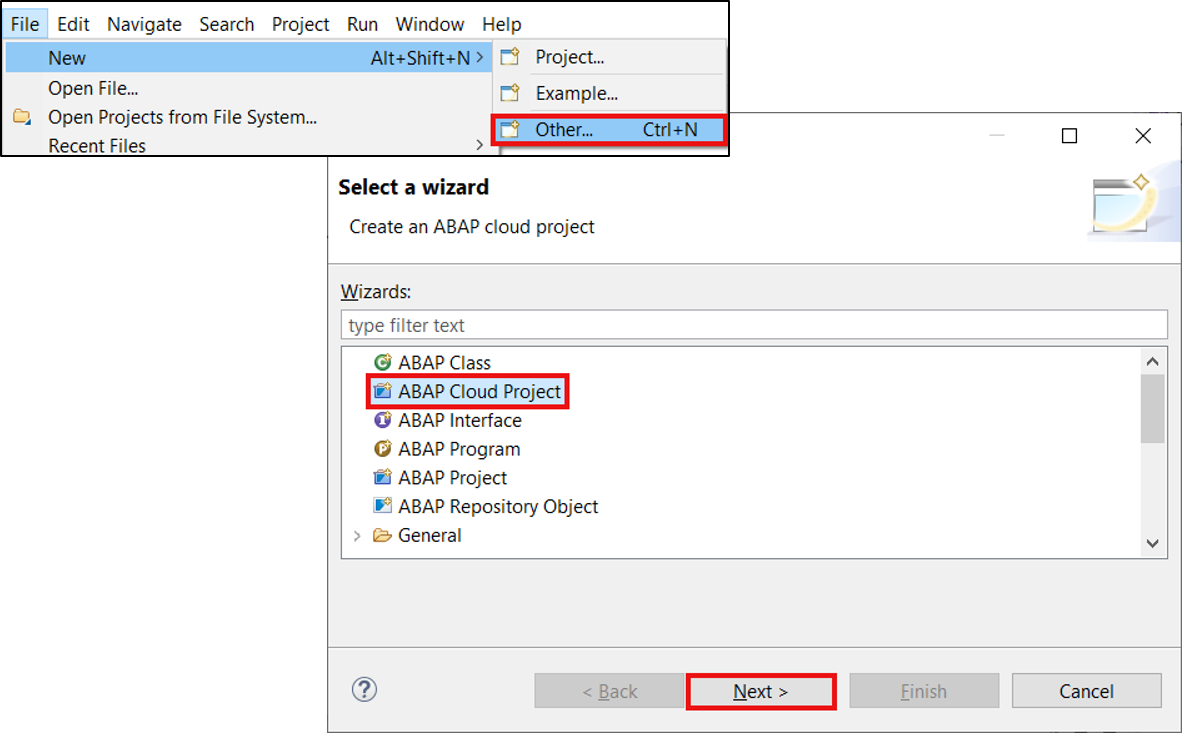 File Edit Navigate Search Project Run Window Help
New Alt+Shift+N >
Project...
Open File...
Example...
Open Projects from File System...
Other... Ctrl+N
Recent Files >
Select a wizard
Create an ABAP cloud project
Wizards:
type filter text
ABAP Class
ABAP Cloud Project
ABAP Interface
ABAP Program
ABAP Project
ABAP Repository Object
General
< Back Next > Finish Cancel